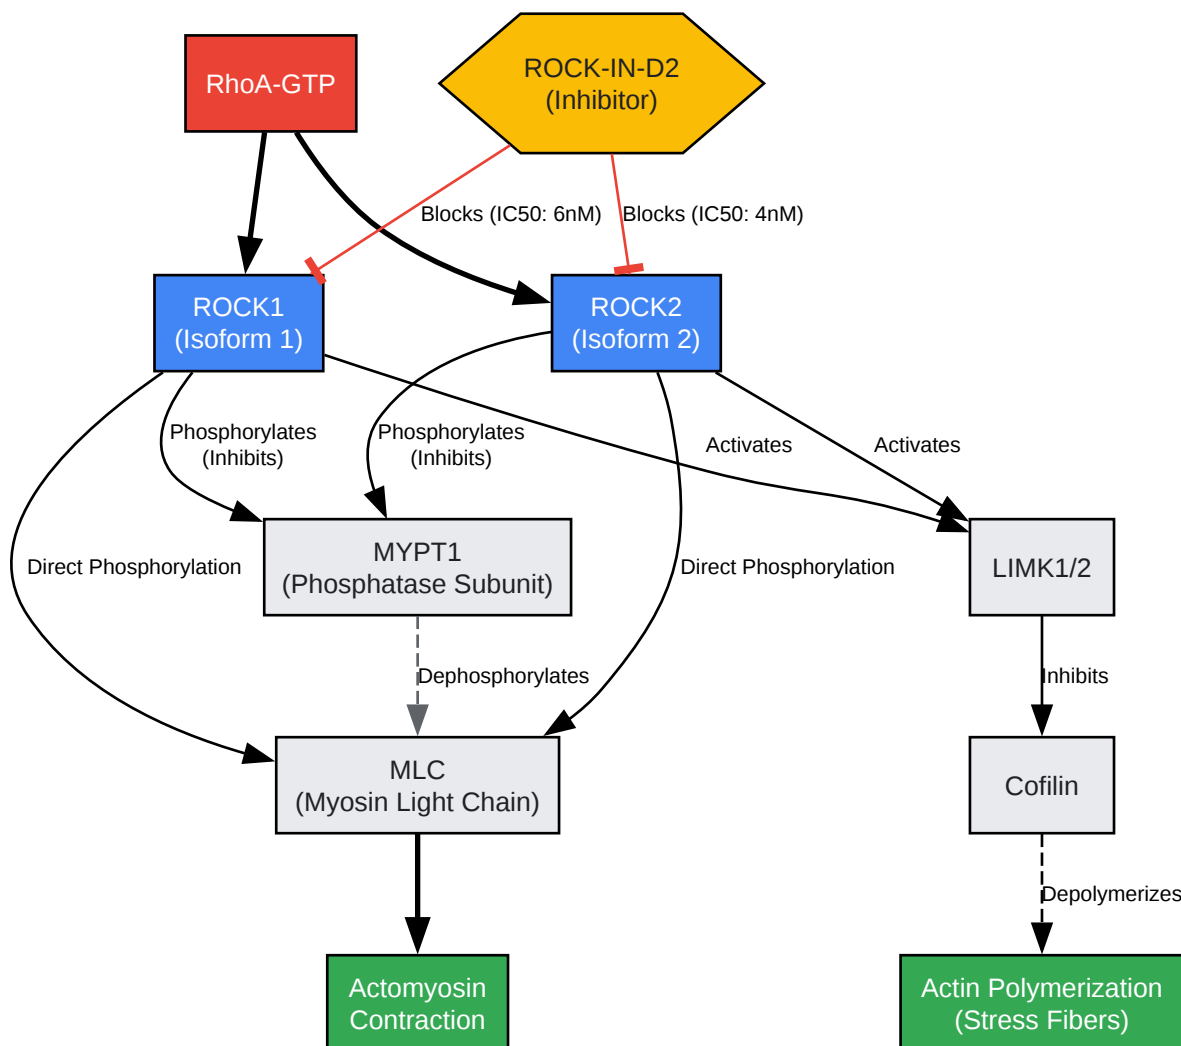 RhoA-GTP
ROCK-IN-D2
(Inhibitor)
Blocks (IC50: 6nM)
Blocks (IC50: 4nM)
ROCK1
(Isoform 1)
ROCK2
(Isoform 2)
Phosphorylates
(Inhibits)
Phosphorylates
(Inhibits)
Activates
Activates
Direct Phosphorylation
MYPT1
(Phosphatase Subunit)
Direct Phosphorylation
LIMK1/2
Dephosphorylates
Inhibits
MLC
(Myosin Light Chain)
Cofilin
Depolymerizes
Actomyosin
Contraction
Actin Polymerization
(Stress Fibers)